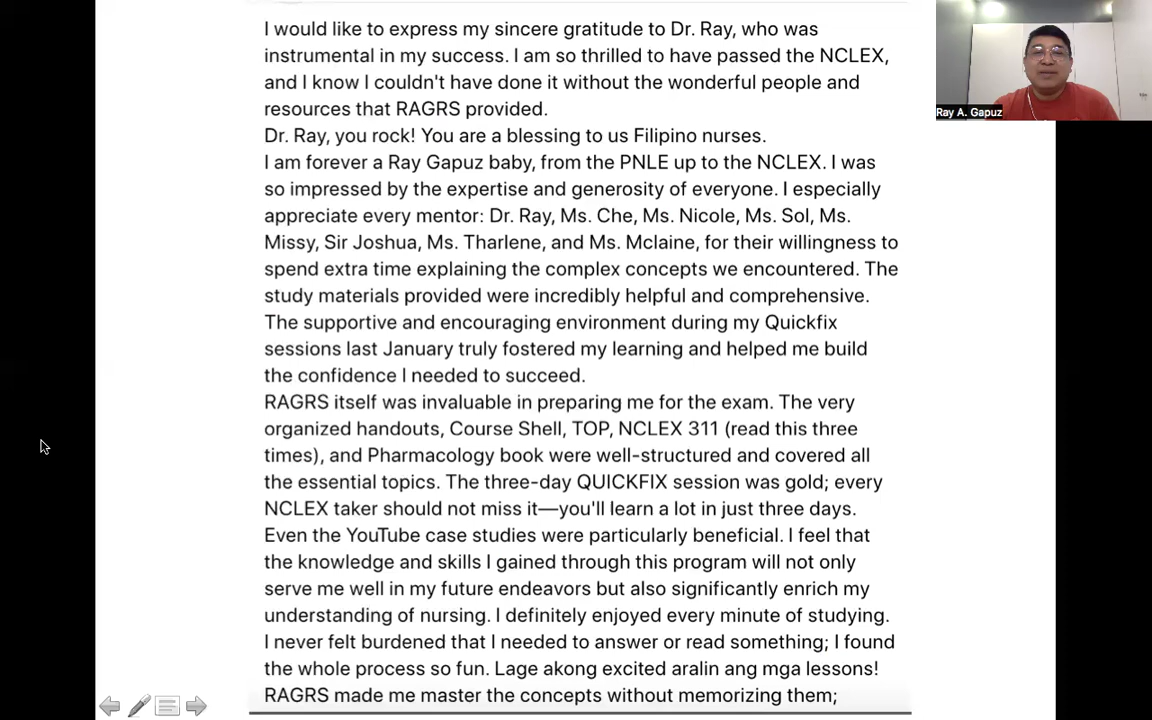 I would like to express my sincere gratitude to Dr. Ray, who was
instrumental in my success. I am so thrilled to have passed the NCLEX,
and I know I couldn't have done it without the wonderful people and
resources that RAGRS provided.
Dr. Ray, you rock! You are a blessing to us Filipino nurses.
I am forever a Ray Gapuz baby, from the PNLE up to the NCLEX. I was
so impressed by the expertise and generosity of everyone. I especially
appreciate every mentor: Dr. Ray, Ms. Che, Ms. Nicole, Ms. Sol, Ms.
Missy, Sir Joshua, Ms. Tharlene, and Ms. Mclaine, for their willingness to
spend extra time explaining the complex concepts we encountered. The
study materials provided were incredibly helpful and comprehensive.
The supportive and encouraging environment during my Quickfix
sessions last January truly fostered my learning and helped me build
the confidence I needed to succeed.
RAGRS itself was invaluable in preparing me for the exam. The very
organized handouts, Course Shell, TOP, NCLEX 311 (read this three
times), and Pharmacology book were well-structured and covered all
the essential topics. The three-day QUICKFIX session was gold; every
NCLEX taker should not miss it—you'll learn a lot in just three days.
Even the YouTube case studies were particularly beneficial. I feel that
the knowledge and skills I gained through this program will not only
serve me well in my future endeavors but also significantly enrich my
understanding of nursing. I definitely enjoyed every minute of studying.
I never felt burdened that I needed to answer or read something; I found
the whole process so fun. Lage akong excited aralin ang mga lessons!
RAGRS made me master the concepts without memorizing them;
Ray A. Gapuz